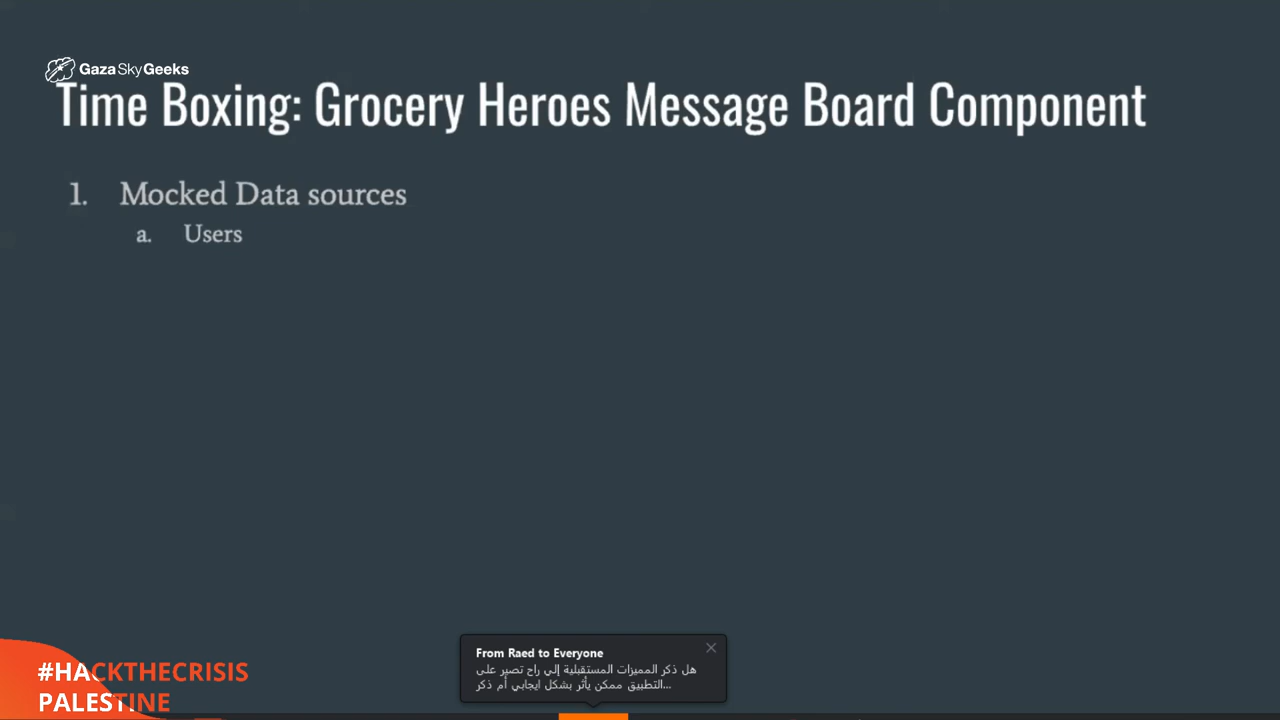 Gaza Sky Geeks
Time Boxing: Grocery Heroes Message Board Component
1. Mocked Data sources
a. Users
From Raed to Everyone
هل ذكر المميزات المستقبلية إلي راح تصير على
التطبيق ممكن يأثر بشكل ايجابي أم ذكر...
#HACKTHECRISIS
PALESTINE